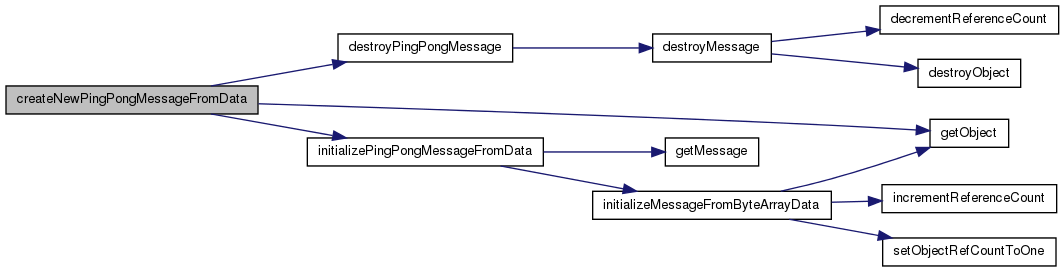 createNewPingPongMessageFromData
destroyPingPongMessage
destroyMessage
decrementReferenceCount
destroyObject
getObject
initializePingPongMessageFromData
getMessage
initializeMessageFromByteArrayData
incrementReferenceCount
setObjectRefCountToOne